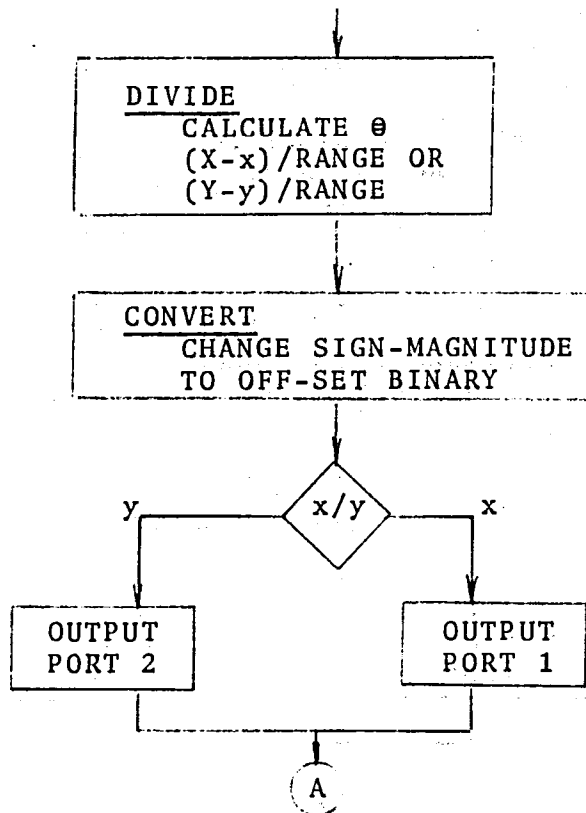 DIVIDE
CALCULATE θ
(X-x)/RANGE OR
(Y-y)/RANGE
CONVERT
CHANGE SIGN-MAGNITUDE
TO OFF-SET BINARY
y x/y x
OUTPUT
PORT 2
OUTPUT
PORT 1
A